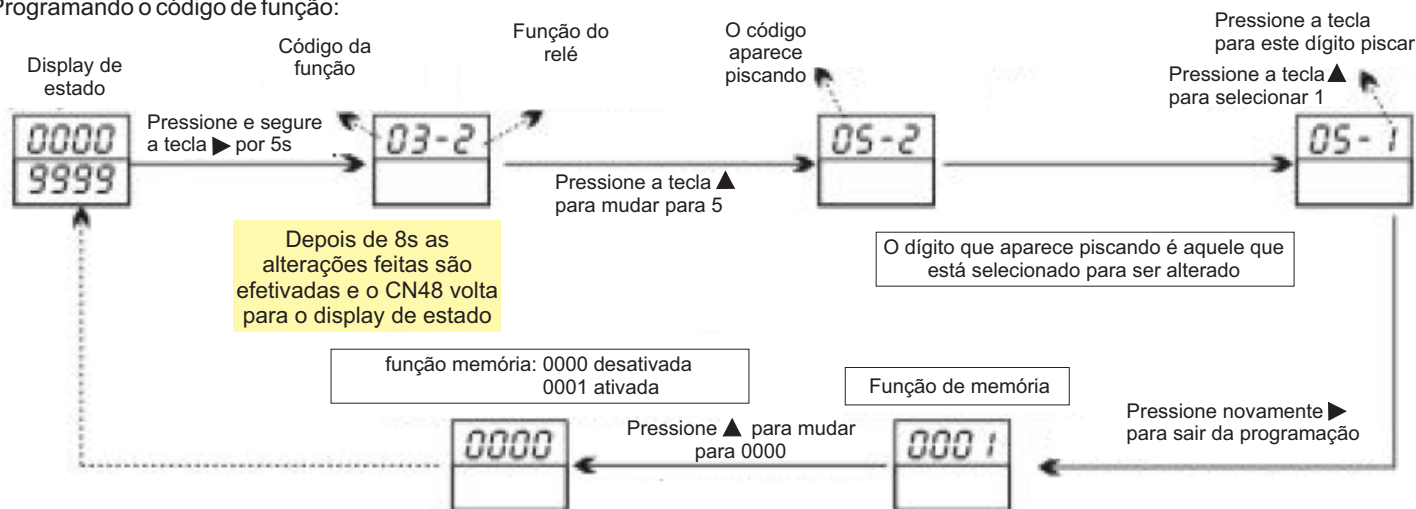 Programando o código de função:
Display de
estado
0000
9999
Pressione e segure
a tecla ▶ por 5s
Código da
função
Função do
relé
03-2
Pressione a tecla ▲
para mudar para 5
O código
aparece
piscando
05-2
Pressione a tecla
para este dígito piscar
Pressione a tecla ▲
para selecionar 1
05-1
Depois de 8s as
alterações feitas são
efetivadas e o CN48 volta
para o display de estado
O dígito que aparece piscando é aquele que
está selecionado para ser alterado
Pressione novamente ▶
para sair da programação
Função de memória
0001
Pressione ▲ para mudar
para 0000
função memória: 0000 desativada
0001 ativada
0000